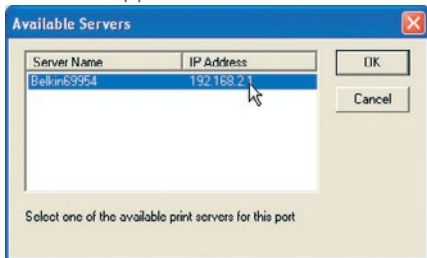 Available Servers
Server Name IP Address
Belkin69954 192.168.2.1
OK
Cancel
Select one of the available print servers for this port